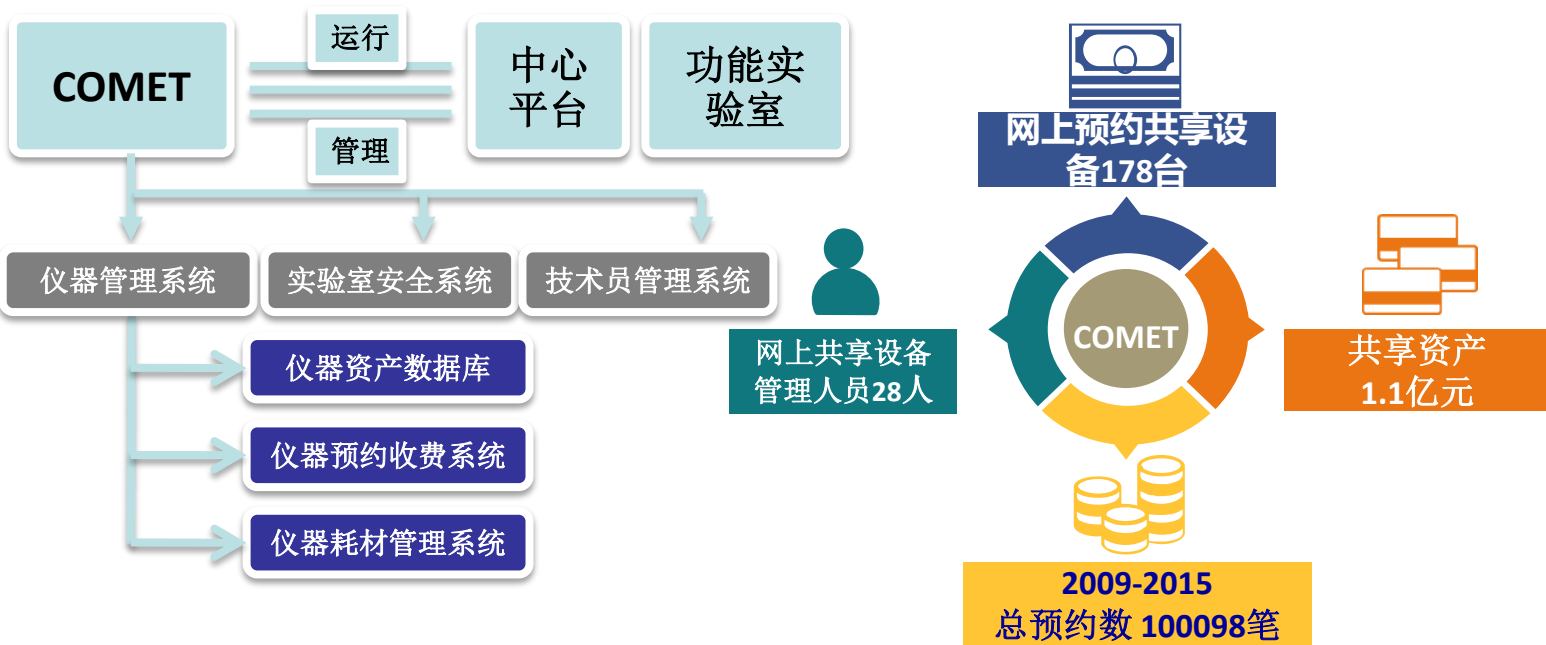 COMET
运行
管理
中心
平台
功能实
验室
仪器管理系统
实验室安全系统
技术员管理系统
仪器资产数据库
仪器预约收费系统
仪器耗材管理系统
网上预约共享设
备178台
网上共享设备
管理人员28人
COMET
共享资产
1.1亿元
2009-2015
总预约数 100098笔